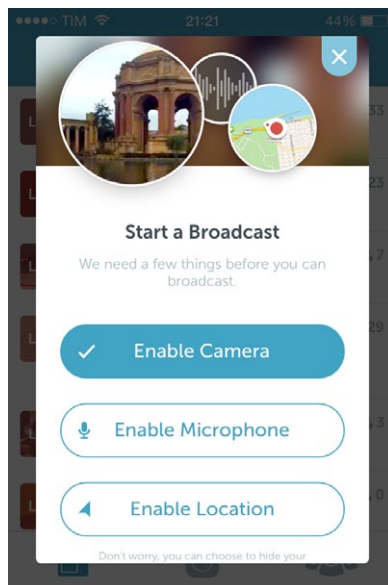 TIM 21:21 44%
Start a Broadcast
We need a few things before you can
broadcast.
Enable Camera
Enable Microphone
Enable Location
Don't worry, you can choose to hide your